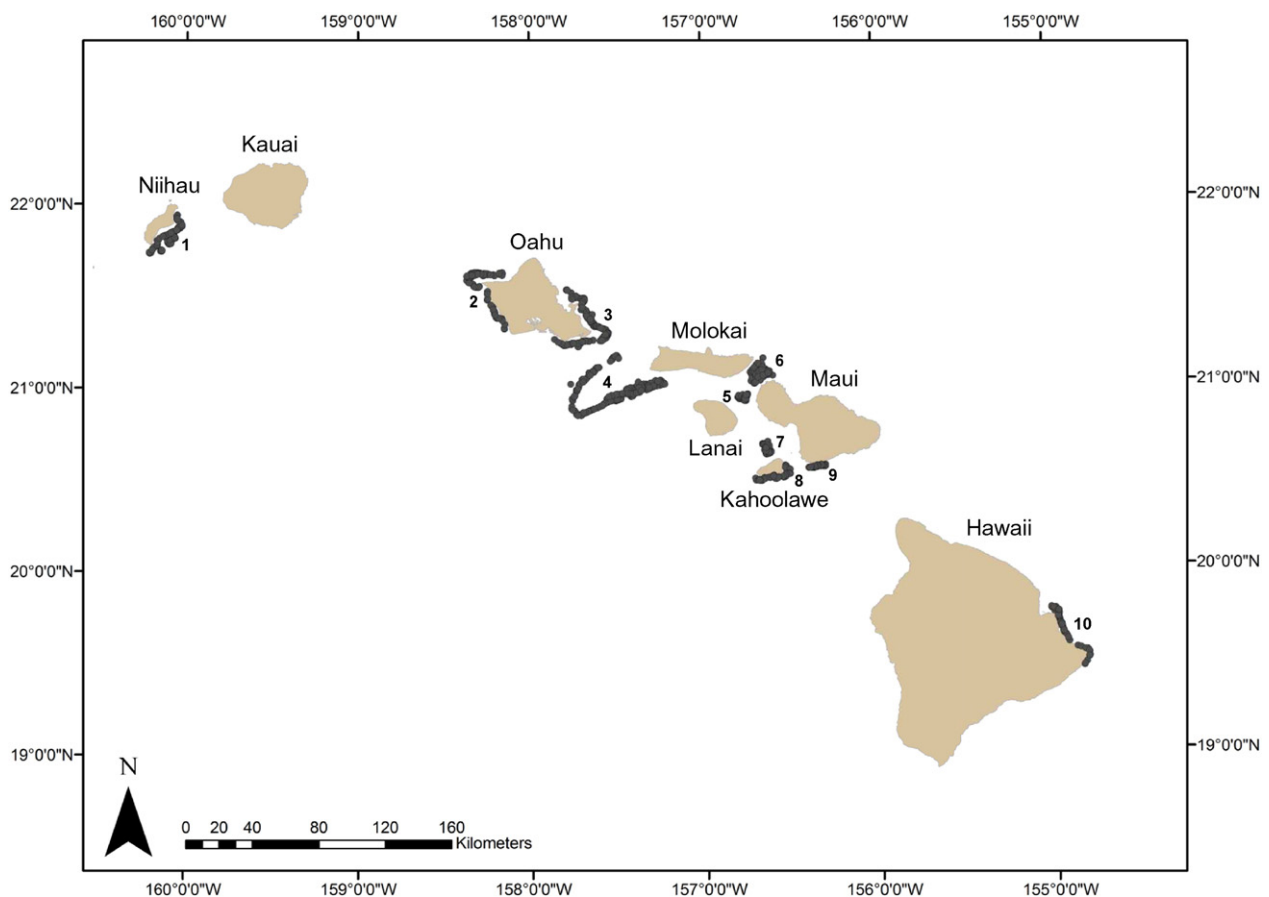 160°0'0"W 159°0'0"W 158°0'0"W 157°0'0"W 156°0'0"W 155°0'0"W
Kauai
Niihau
22°0'0"N 22°0'0"N
1
Oahu
2
3
Molokai
4
6
21°0'0"N 21°0'0"N
Maui
5
Lanai
7
8
9
Kahoolawe
Hawaii
20°0'0"N 20°0'0"N
10
19°0'0"N 19°0'0"N
N
0 20 40 80 120 160
Kilometers
160°0'0"W 159°0'0"W 158°0'0"W 157°0'0"W 156°0'0"W 155°0'0"W